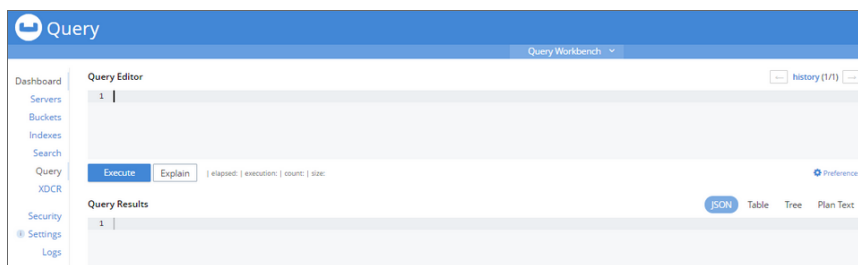 Query
Query Workbench
Dashboard
Servers
Buckets
Indexes
Search
Query
XDCR
Security
Settings
Logs
Query Editor
history (1/1)
1
Execute Explain | elapsed: | execution: | count: | size:
Preference
Query Results
JSON Table Tree Plan Text
1